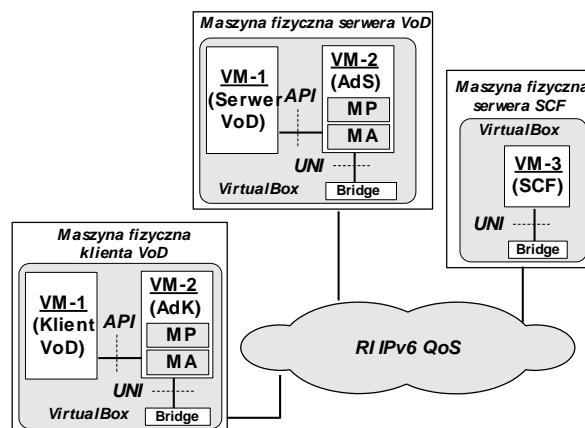 Maszyna fizyczna serwera VoD
VM-1
(Serwer
VoD)
API
VM-2
(AdS)
MP
MA
UNI
VirtualBox
Bridge
Maszyna fizyczna
serwera SCF
VirtualBox
VM-3
(SCF)
UNI
Bridge
Maszyna fizyczna
klienta VoD
VM-1
(Klient
VoD)
API
VM-2
(AdK)
MP
MA
UNI
VirtualBox
Bridge
RI IPv6 QoS